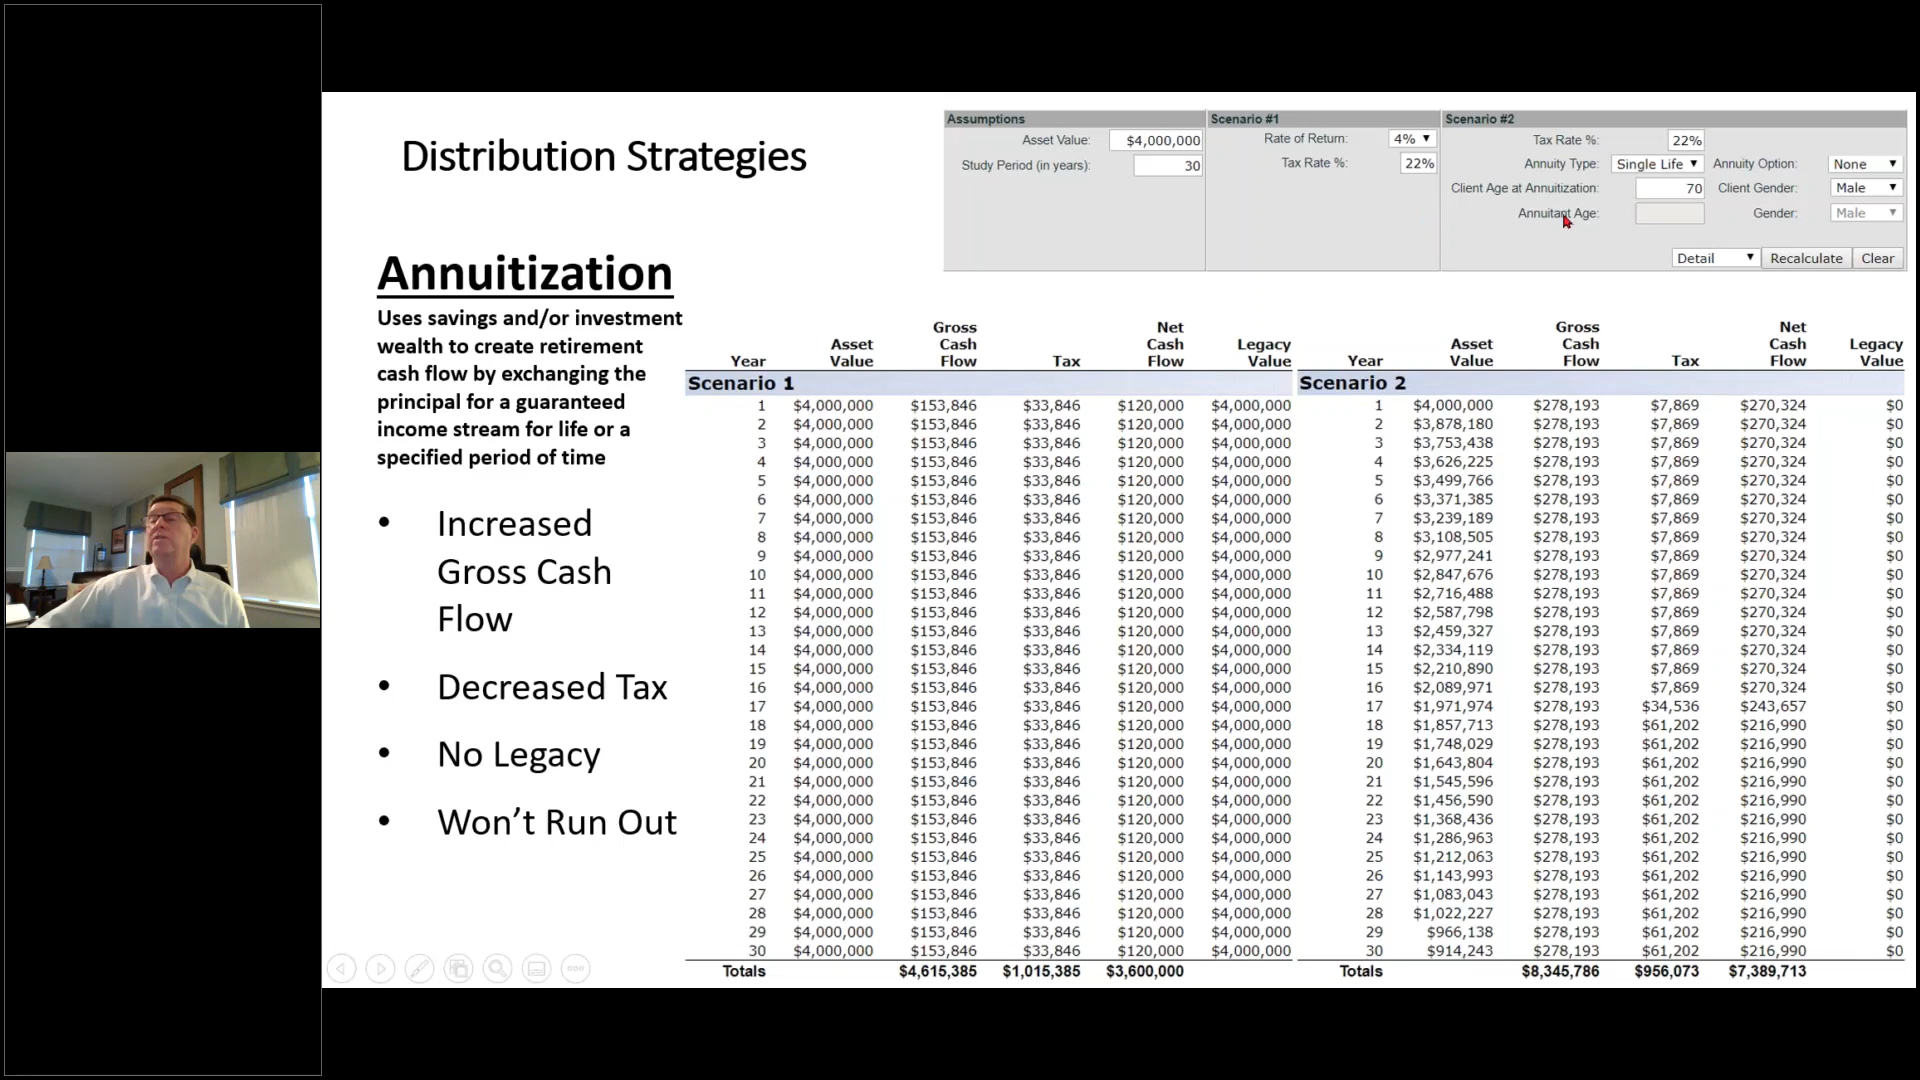 Distribution Strategies
Annuitization
Uses savings and/or investment
wealth to create retirement
cash flow by exchanging the
principal for a guaranteed
income stream for life or a
specified period of time
• Increased
Gross Cash
Flow
• Decreased Tax
• No Legacy
• Won’t Run Out
Assumptions
Asset Value: $4,000,000
Study Period (in years): 30
Scenario #1
Rate of Return: 4%
Tax Rate %: 22%
Scenario #2
Tax Rate %: 22%
Annuity Type: Single Life Annuity Option: None
Client Age at Annuitization: 70 Client Gender: Male
Annuitant Age: Gender: Male
Detail Recalculate Clear
Gross Net
Asset Cash Cash Legacy
Year Value Flow Tax Flow Value
Scenario 1
1 $4,000,000 $153,846 $33,846 $120,000 $4,000,000
2 $4,000,000 $153,846 $33,846 $120,000 $4,000,000
3 $4,000,000 $153,846 $33,846 $120,000 $4,000,000
4 $4,000,000 $153,846 $33,846 $120,000 $4,000,000
5 $4,000,000 $153,846 $33,846 $120,000 $4,000,000
6 $4,000,000 $153,846 $33,846 $120,000 $4,000,000
7 $4,000,000 $153,846 $33,846 $120,000 $4,000,000
8 $4,000,000 $153,846 $33,846 $120,000 $4,000,000
9 $4,000,000 $153,846 $33,846 $120,000 $4,000,000
10 $4,000,000 $153,846 $33,846 $120,000 $4,000,000
11 $4,000,000 $153,846 $33,846 $120,000 $4,000,000
12 $4,000,000 $153,846 $33,846 $120,000 $4,000,000
13 $4,000,000 $153,846 $33,846 $120,000 $4,000,000
14 $4,000,000 $153,846 $33,846 $120,000 $4,000,000
15 $4,000,000 $153,846 $33,846 $120,000 $4,000,000
16 $4,000,000 $153,846 $33,846 $120,000 $4,000,000
17 $4,000,000 $153,846 $33,846 $120,000 $4,000,000
18 $4,000,000 $153,846 $33,846 $120,000 $4,000,000
19 $4,000,000 $153,846 $33,846 $120,000 $4,000,000
20 $4,000,000 $153,846 $33,846 $120,000 $4,000,000
21 $4,000,000 $153,846 $33,846 $120,000 $4,000,000
22 $4,000,000 $153,846 $33,846 $120,000 $4,000,000
23 $4,000,000 $153,846 $33,846 $120,000 $4,000,000
24 $4,000,000 $153,846 $33,846 $120,000 $4,000,000
25 $4,000,000 $153,846 $33,846 $120,000 $4,000,000
26 $4,000,000 $153,846 $33,846 $120,000 $4,000,000
27 $4,000,000 $153,846 $33,846 $120,000 $4,000,000
28 $4,000,000 $153,846 $33,846 $120,000 $4,000,000
29 $4,000,000 $153,846 $33,846 $120,000 $4,000,000
30 $4,000,000 $153,846 $33,846 $120,000 $4,000,000
Totals $4,615,385 $1,015,385 $3,600,000
Gross Net
Asset Cash Cash Legacy
Year Value Flow Tax Flow Value
Scenario 2
1 $4,000,000 $278,193 $7,869 $270,324 $0
2 $3,878,180 $278,193 $7,869 $270,324 $0
3 $3,753,438 $278,193 $7,869 $270,324 $0
4 $3,626,225 $278,193 $7,869 $270,324 $0
5 $3,499,766 $278,193 $7,869 $270,324 $0
6 $3,371,385 $278,193 $7,869 $270,324 $0
7 $3,239,189 $278,193 $7,869 $270,324 $0
8 $3,108,505 $278,193 $7,869 $270,324 $0
9 $2,977,241 $278,193 $7,869 $270,324 $0
10 $2,847,676 $278,193 $7,869 $270,324 $0
11 $2,716,488 $278,193 $7,869 $270,324 $0
12 $2,587,798 $278,193 $7,869 $270,324 $0
13 $2,459,327 $278,193 $7,869 $270,324 $0
14 $2,334,119 $278,193 $7,869 $270,324 $0
15 $2,210,890 $278,193 $7,869 $270,324 $0
16 $2,089,971 $278,193 $7,869 $270,324 $0
17 $1,971,974 $278,193 $34,536 $243,657 $0
18 $1,857,713 $278,193 $61,202 $216,990 $0
19 $1,748,029 $278,193 $61,202 $216,990 $0
20 $1,643,804 $278,193 $61,202 $216,990 $0
21 $1,545,596 $278,193 $61,202 $216,990 $0
22 $1,456,590 $278,193 $61,202 $216,990 $0
23 $1,368,436 $278,193 $61,202 $216,990 $0
24 $1,286,963 $278,193 $61,202 $216,990 $0
25 $1,212,063 $278,193 $61,202 $216,990 $0
26 $1,143,993 $278,193 $61,202 $216,990 $0
27 $1,083,043 $278,193 $61,202 $216,990 $0
28 $1,022,227 $278,193 $61,202 $216,990 $0
29 $966,138 $278,193 $61,202 $216,990 $0
30 $914,243 $278,193 $61,202 $216,990 $0
Totals $8,345,786 $956,073 $7,389,713